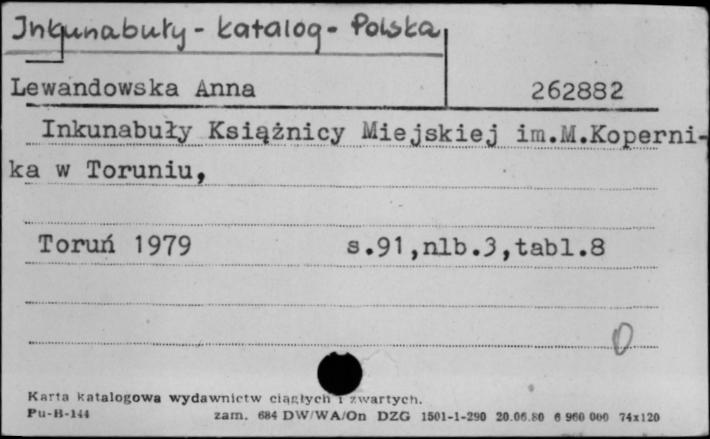 Inkunabuły - katalog - Polska
Lewandowska Anna 262882
Inkunabuły Książnicy Miejskiej im.M.Koperni-
ka w Toruniu,
Toruń 1979 s.91,nlb.3,tabl.8
0
Karta katalogowa wydawnictw ciągłych i zwartych.
Pu-B-144 zam. 684 DW/WA/On DZG 1501-1-290 20.06.80 6 960 000 74x120